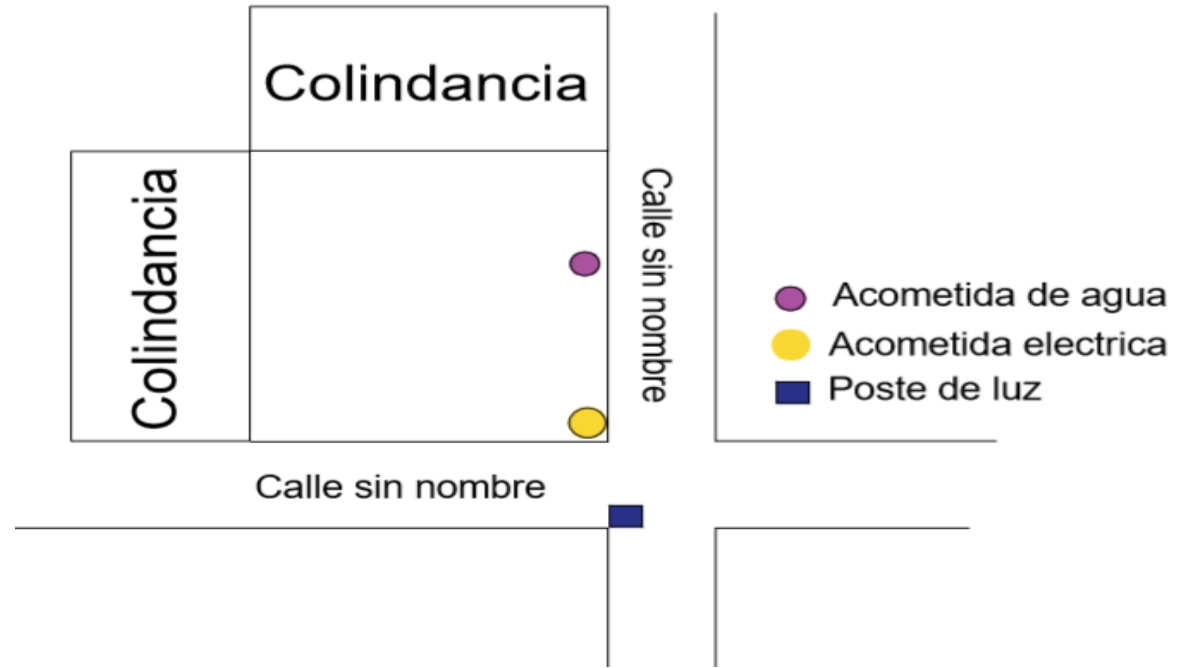 Colindancia
Colindancia
Calle sin nombre
Acometida de agua
Acometida electrica
Poste de luz
Calle sin nombre